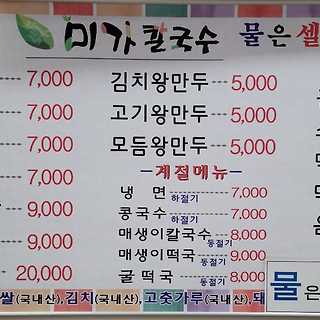 미가칼국수 물은 셀
7,000
7,000
7,000
7,000
9,000
9,000
20,000
김치왕만두 5,000
고기왕만두 5,000
모듬왕만두 5,000
계절메뉴
냉 면 하절기 7,000
콩국수 하절기 7,000
매생이칼국수 동절기 8,000
매생이떡국 동절기 9,000
굴떡국 동절기 8,000
물은
쌀(국내산),김치(국내산),고춧가루(국내산),돼